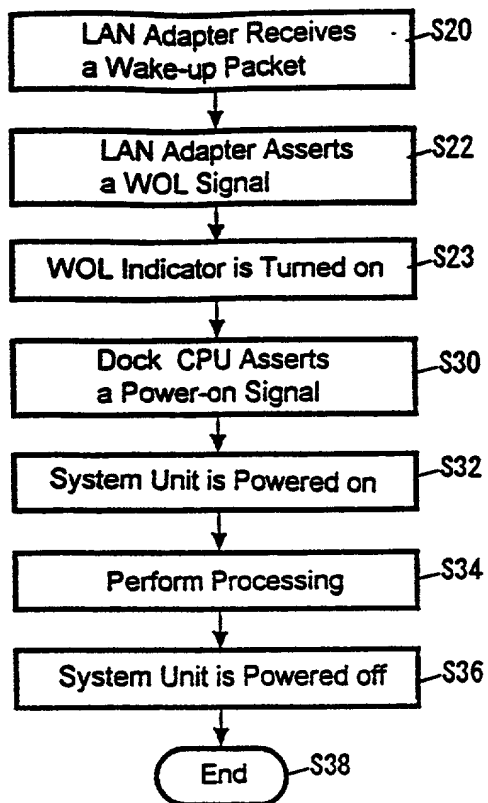 LAN Adapter Receives
a Wake-up Packet
S20
LAN Adapter Asserts
a WOL Signal
S22
WOL Indicator is Turned on
S23
Dock CPU Asserts
a Power-on Signal
S30
System Unit is Powered on
S32
Perform Processing
S34
System Unit is Powered off
S36
End
S38